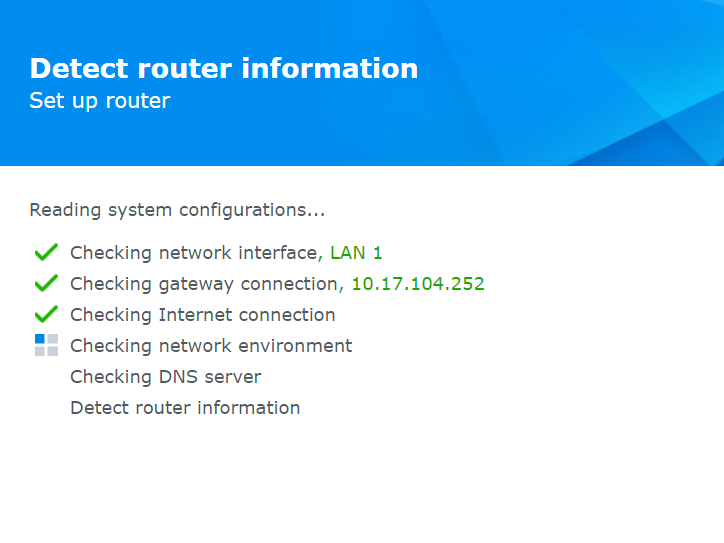 Detect router information
Set up router
Reading system configurations...
Checking network interface, LAN 1
Checking gateway connection, 10.17.104.252
Checking Internet connection
Checking network environment
Checking DNS server
Detect router information